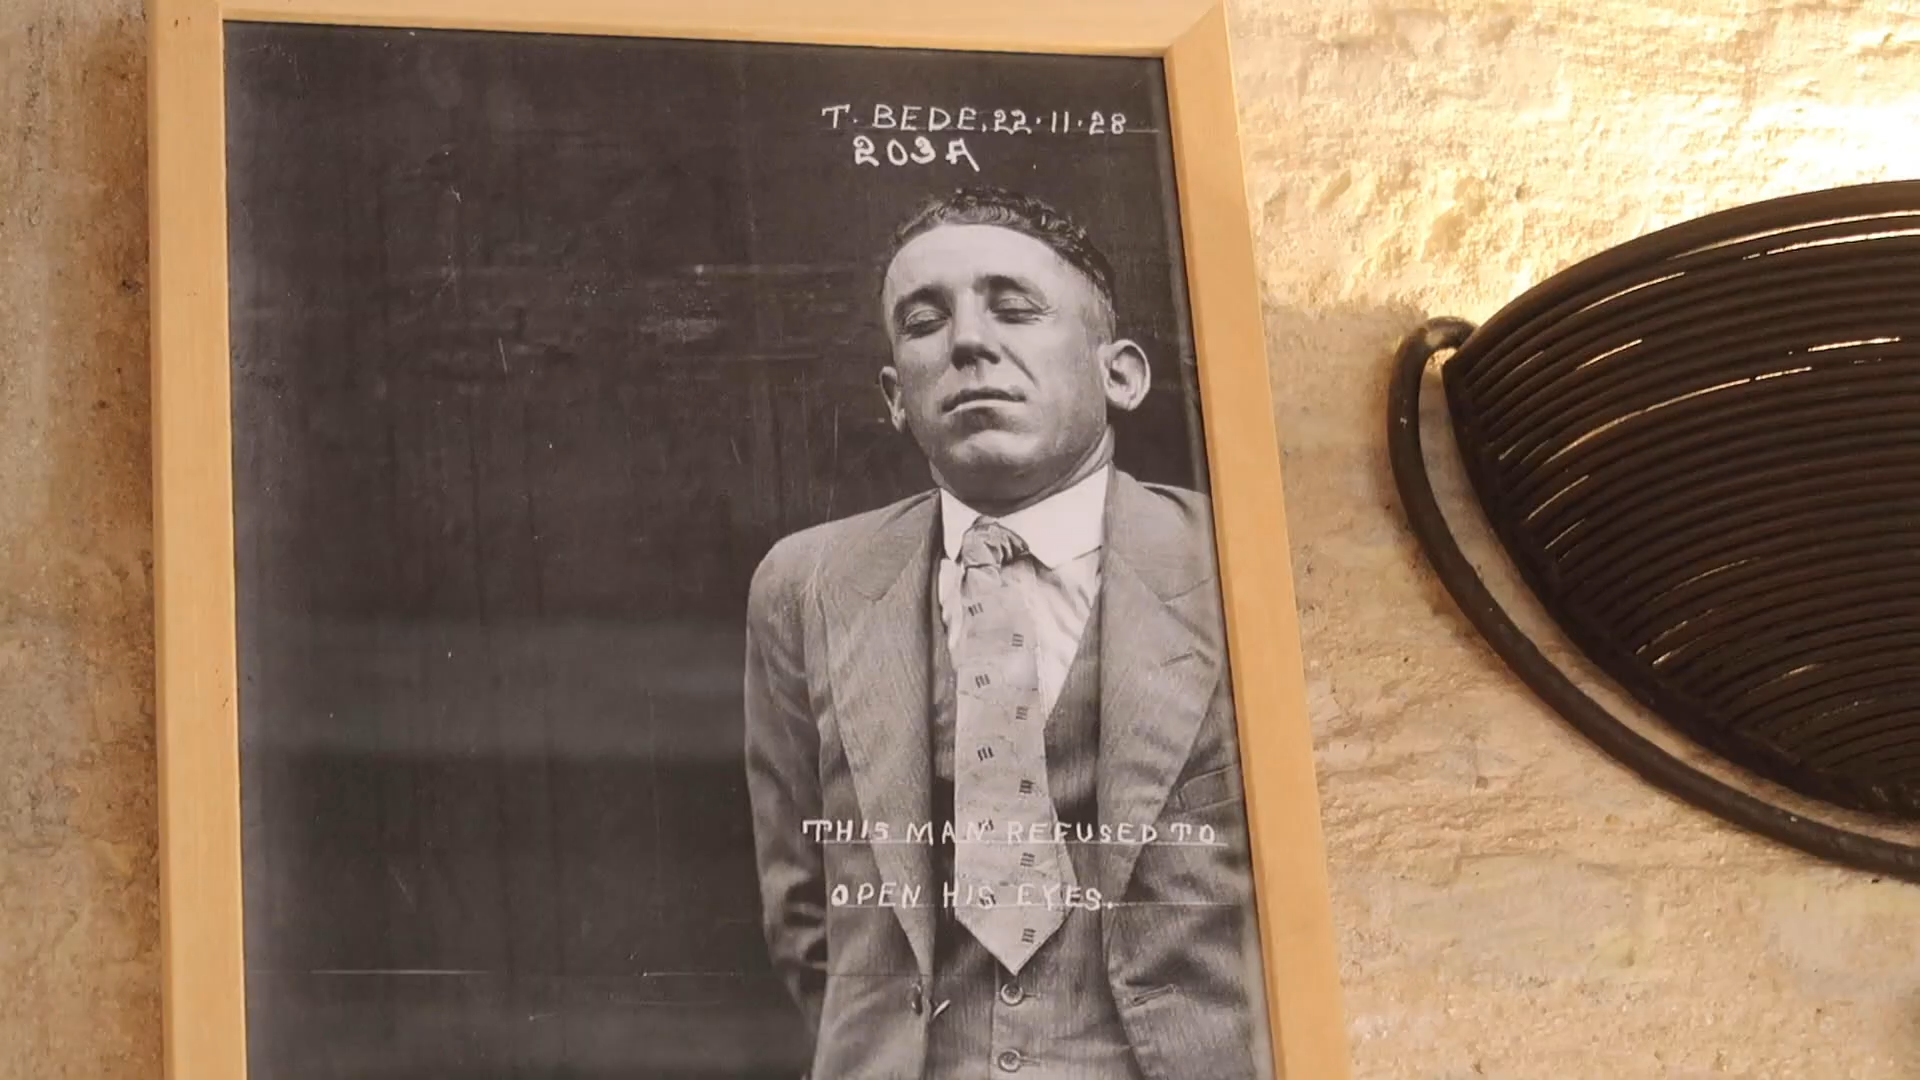 T. BEDE. 22·11·28
203A
THIS MAN REFUSED TO
OPEN HIS EYES.